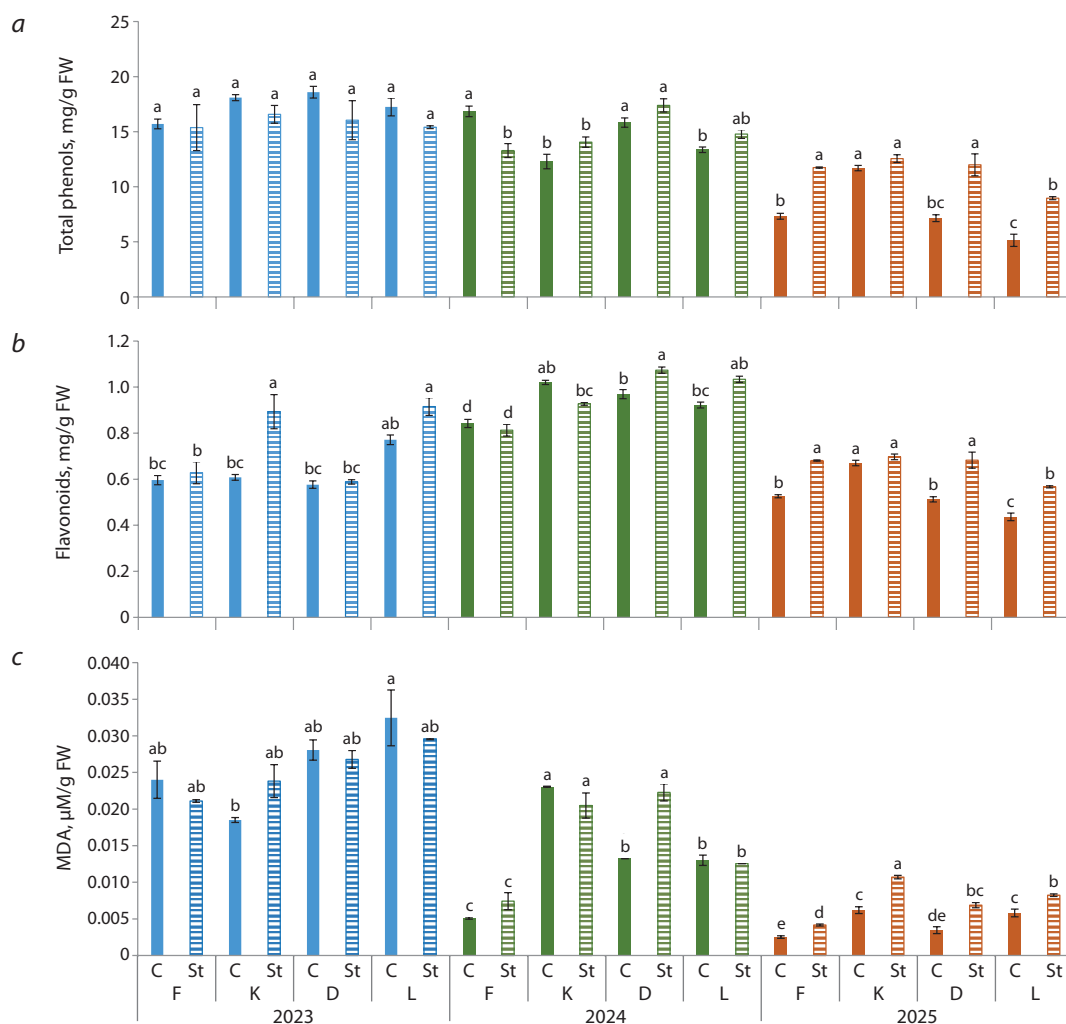 a
Total phenols, mg/g FW
25
20
15
10
5
0
a a a a a a a a a b b b a a b ab b a a a bc a c b
b
Flavonoids, mg/g FW
1.2
1.0
0.8
0.6
0.4
0.2
0
bc b bc a bc bc ab a d d ab bc b a bc ab b a a a b a c b
c
MDA, µM/g FW
0.040
0.035
0.030
0.025
0.020
0.015
0.010
0.005
0
ab ab b ab ab ab a ab c c a a b a b b e d c a de bc c b
C St C St C St C St C St C St C St C St C St C St C St C St
F K D L F K D L F K D L
2023 2024 2025